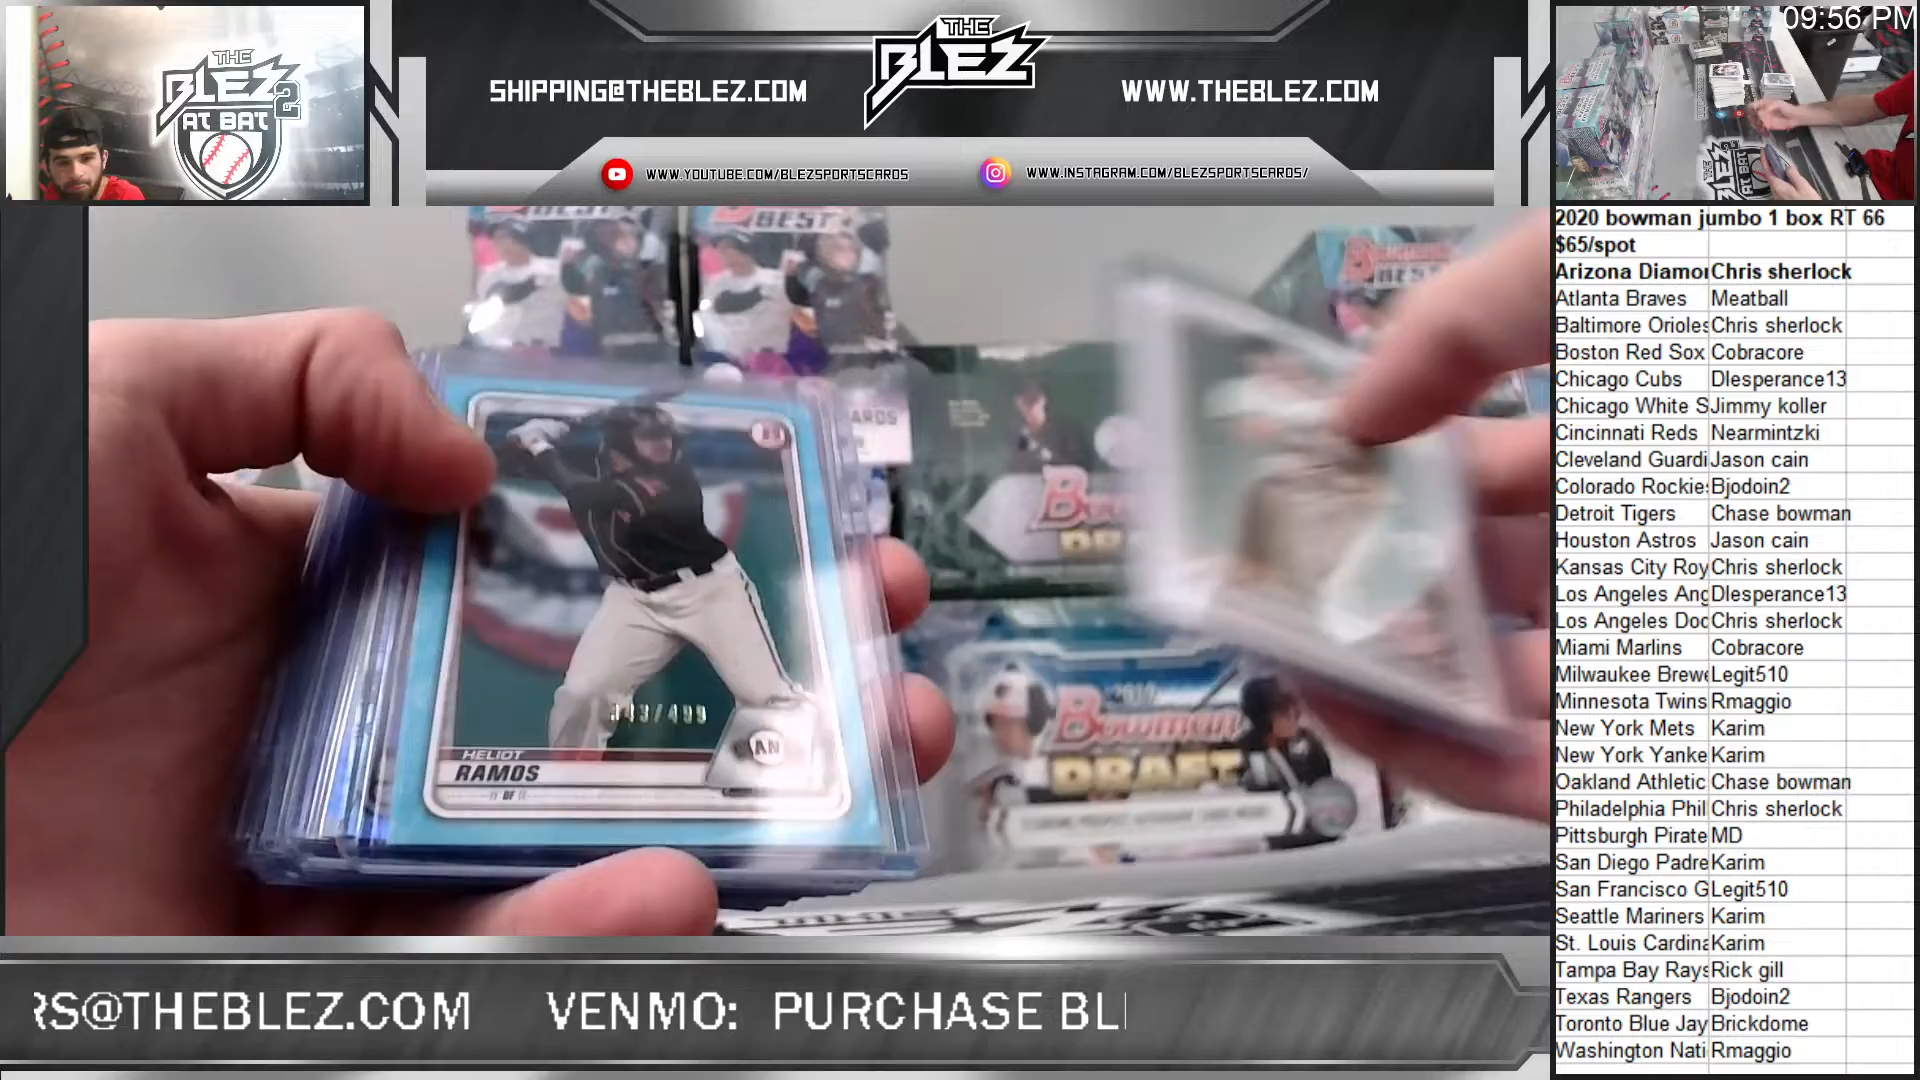 THE
BLEZ 2
AT BAT
SHIPPING@THEBLEZ.COM
THE
BLEZ
WWW.THEBLEZ.COM
WWW.YOUTUBE.COM/BLEZSPORTSCARDS
WWW.INSTAGRAM.COM/BLEZSPORTSCARDS/
09:56 PM
2020 bowman jumbo 1 box RT 66
$65/spot
Arizona Diamo Chris sherlock
Atlanta Braves Meatball
Baltimore Orioles Chris sherlock
Boston Red Sox Cobracore
Chicago Cubs Dlesperance13
Chicago White S Jimmy koller
Cincinnati Reds Nearmintzki
Cleveland Guardi Jason cain
Colorado Rockies Bjodoin2
Detroit Tigers Chase bowman
Houston Astros Jason cain
Kansas City Roy Chris sherlock
Los Angeles Ang Dlesperance13
Los Angeles Dod Chris sherlock
Miami Marlins Cobracore
Milwaukee Brewe Legit510
Minnesota Twins Rmaggio
New York Mets Karim
New York Yanke Karim
Oakland Athletic Chase bowman
Philadelphia Phil Chris sherlock
Pittsburgh Pirate MD
San Diego Padre Karim
San Francisco G Legit510
Seattle Mariners Karim
St. Louis Cardina Karim
Tampa Bay Rays Rick gill
Texas Rangers Bjodoin2
Toronto Blue Jay Brickdome
Washington Nati Rmaggio
BEST
BEST
BEST
Bowman
DRAFT
HELIOT
RAMOS
RS@THEBLEZ.COM VENMO: PURCHASE BL